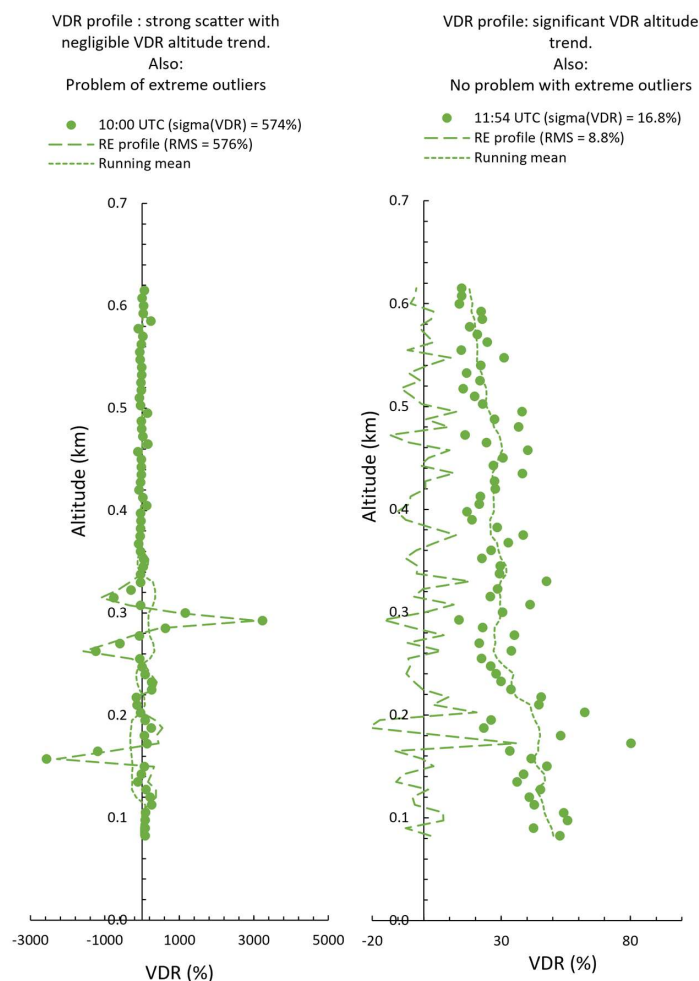 VDR profile : strong scatter with
negligible VDR altitude trend.
Also:
Problem of extreme outliers
10:00 UTC (sigma(VDR) = 574%)
RE profile (RMS = 576%)
Running mean
0.7
0.6
0.5
0.4
0.3
0.2
0.1
0.0
Altitude (km)
-3000
-1000
1000
3000
5000
VDR (%)
VDR profile: significant VDR altitude
trend.
Also:
No problem with extreme outliers
11:54 UTC (sigma(VDR) = 16.8%)
RE profile (RMS = 8.8%)
Running mean
0.7
0.6
0.5
0.4
0.3
0.2
0.1
0.0
Altitude (km)
-20
30
80
VDR (%)